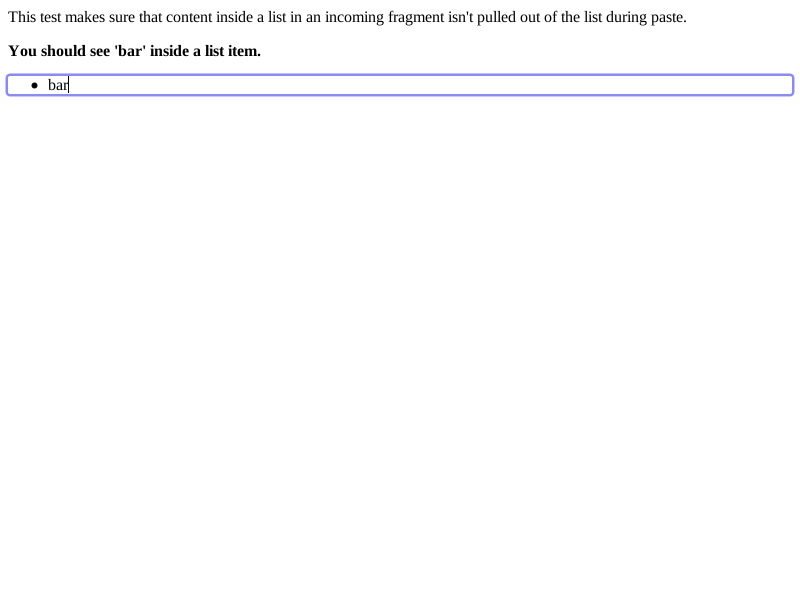 This test makes sure that content inside a list in an incoming fragment isn't pulled out of the list during paste.
You should see 'bar' inside a list item.
• bar